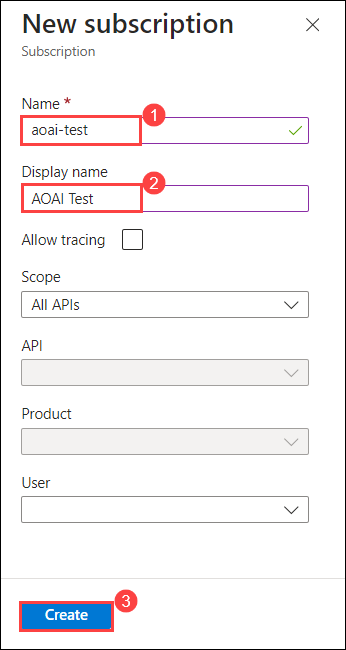 New subscription
Subscription
Name *
1
aoai-test
Display name
2
AOAI Test
Allow tracing
Scope
All APIs
API
Product
User
3
Create